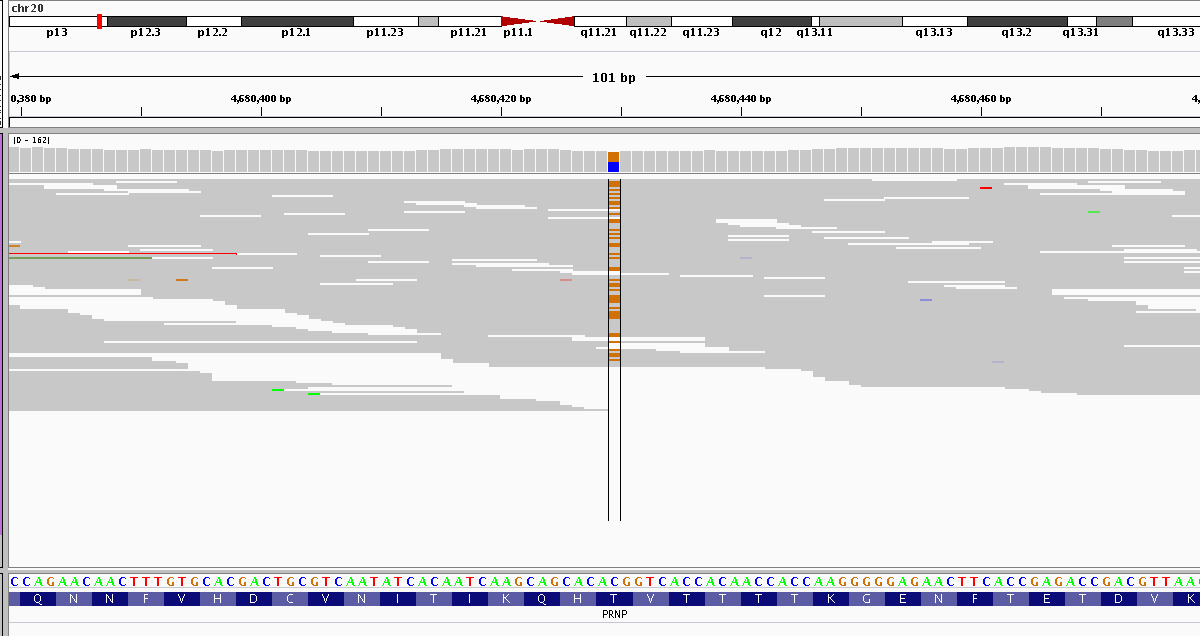 chr20
p13 p12.3 p12.2 p12.1 p11.23 p11.21 p11.1 q11.21 q11.22 q11.23 q12 q13.11 q13.13 q13.2 q13.31 q13.33
101 bp
0,380 bp 4,680,400 bp 4,680,420 bp 4,680,440 bp 4,680,460 bp 4,
[0 - 162]
CCAGAACAACTTTGTGCACGACTGCGTCAATATCACAATCAAGCAGCACACGGTCACCACAACCACCAAGGGGGAGAACTTCACCGAGACCGACGTTAA
Q N N F V H D C V N I T I K Q H T V T T T T K G E N F T E T D V K
PRNP